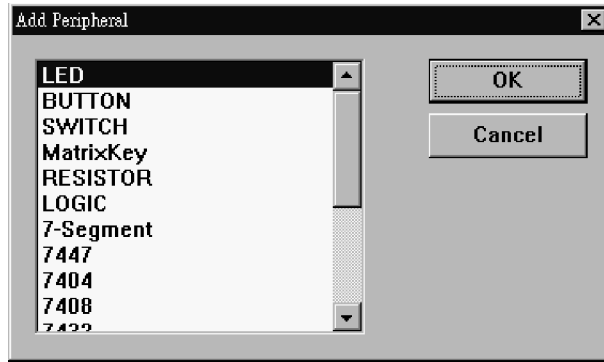 Add Peripheral
LED
BUTTON
SWITCH
MatrixKey
RESISTOR
LOGIC
7-Segment
7447
7404
7408
OK
Cancel